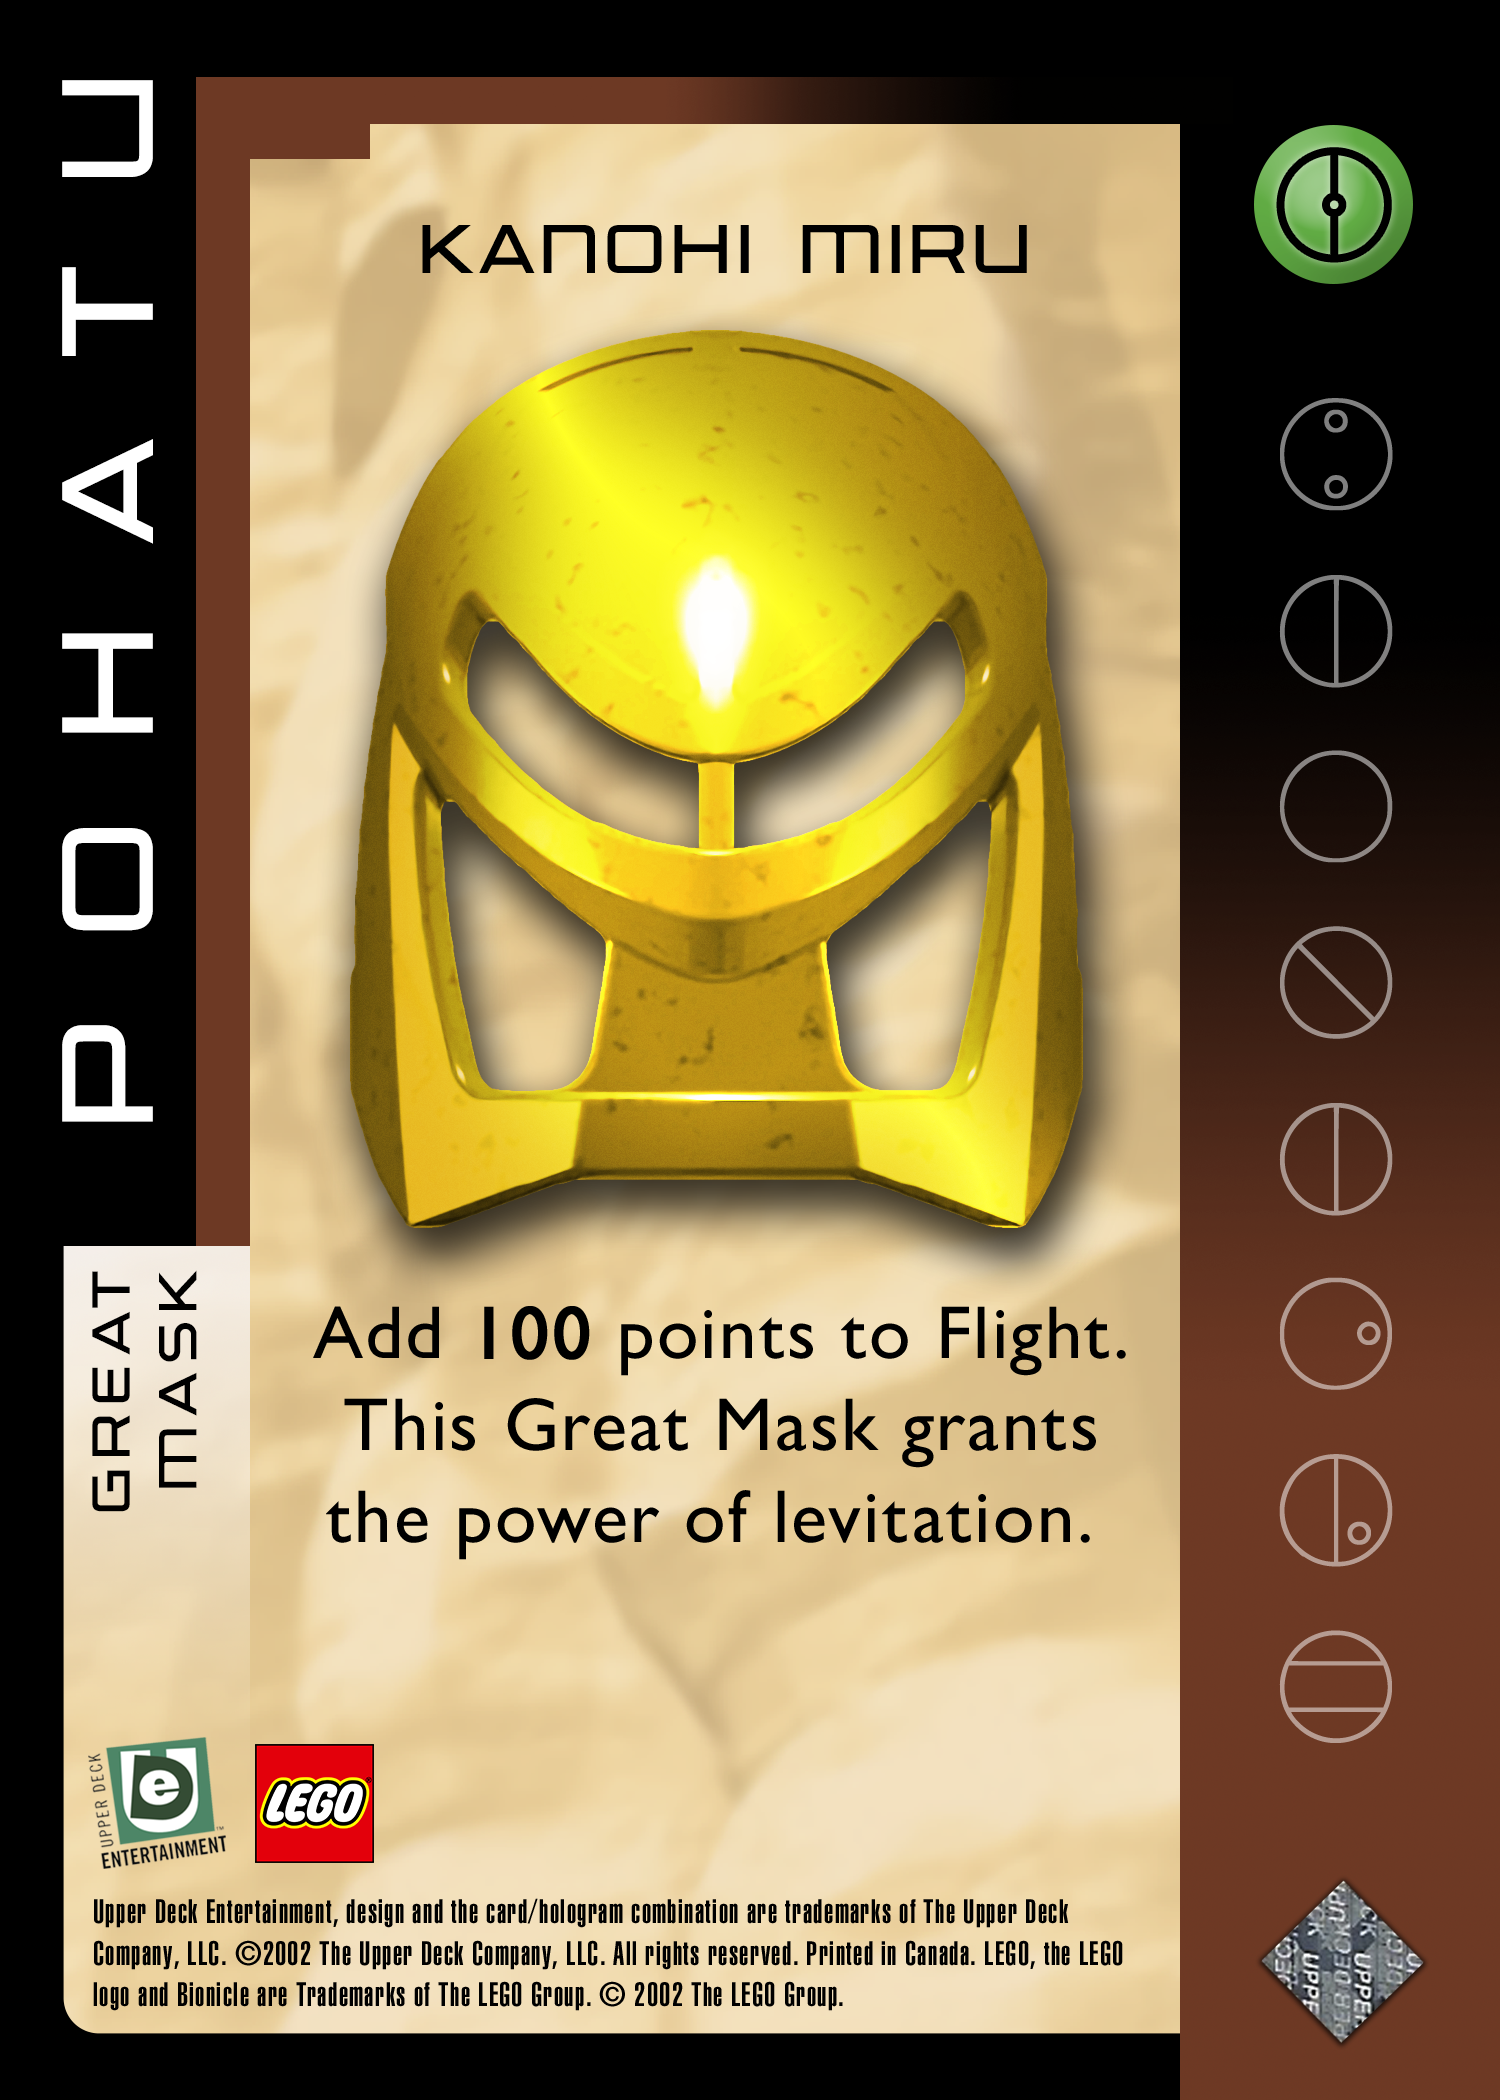 POHATU
KANOHI MIRU
Add 100 points to Flight.
This Great Mask grants
the power of levitation.
GREAT
MASK
UPPER DECK
e
ENTERTAINMENT
™
LEGO
Upper Deck Entertainment, design and the card/hologram combination are trademarks of The Upper Deck
Company, LLC. ©2002 The Upper Deck Company, LLC. All rights reserved. Printed in Canada. LEGO, the LEGO
logo and Bionicle are Trademarks of The LEGO Group. © 2002 The LEGO Group.